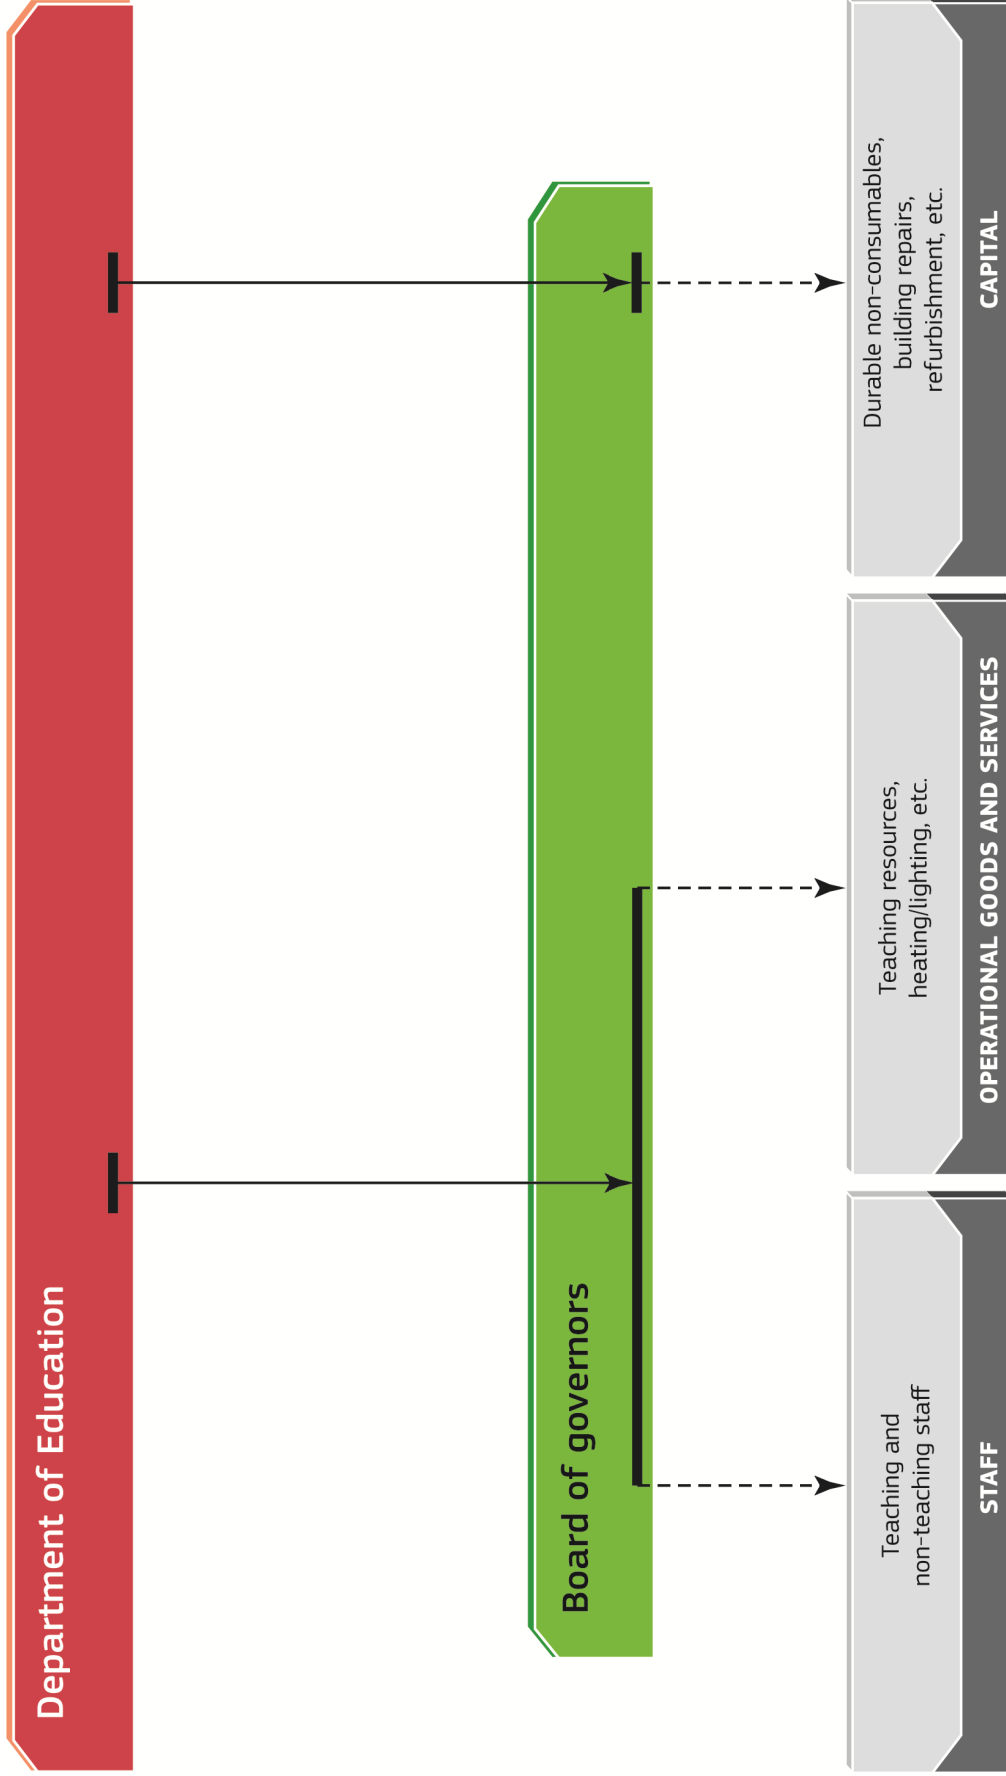 Department of Education
Board of governors
Teaching and
non-teaching staff
STAFF
Teaching resources,
heating/lighting, etc.
OPERATIONAL GOODS AND SERVICES
Durable non-consumables,
building repairs,
refurbishment, etc.
CAPITAL